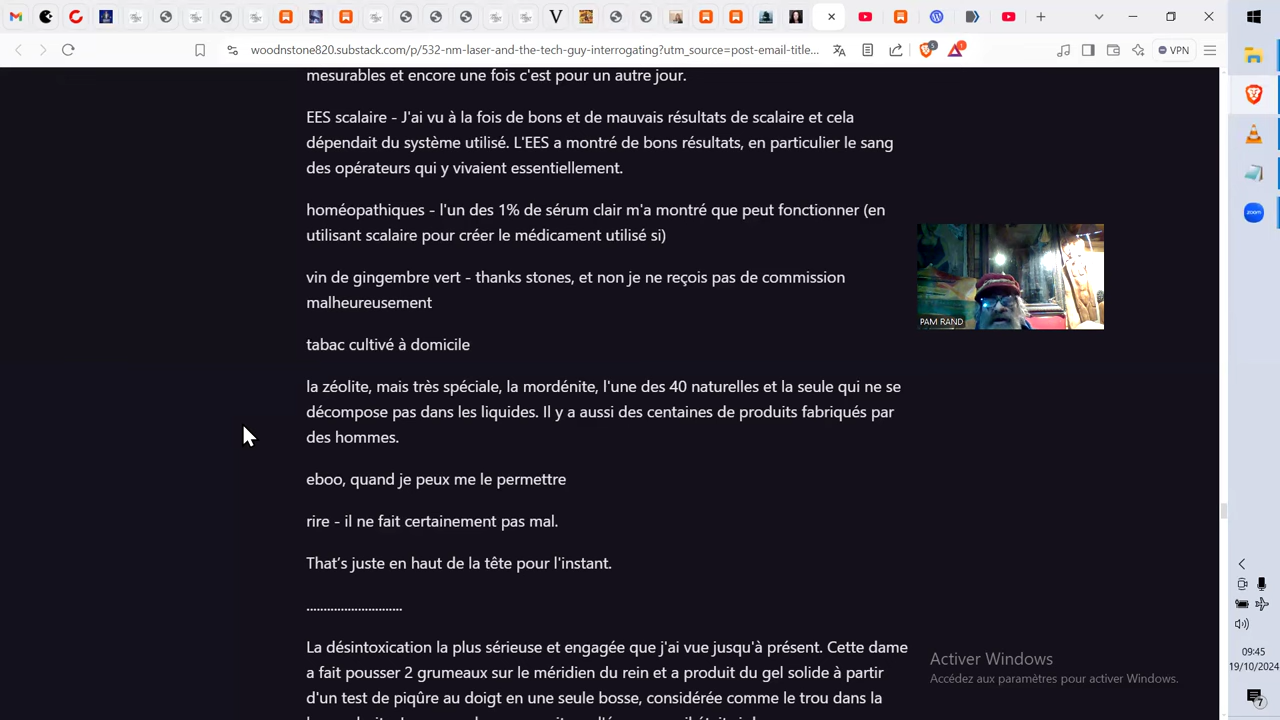 woodnstone820.substack.com/p/532-nm-laser-and-the-tech-guy-interrogating?utm_source=post-email-title...
VPN
mesurables et encore une fois c'est pour un autre jour.
EES scalaire - J'ai vu à la fois de bons et de mauvais résultats de scalaire et cela
dépendait du système utilisé. L'EES a montré de bons résultats, en particulier le sang
des opérateurs qui y vivaient essentiellement.
homéopathiques - l'un des 1% de sérum clair m'a montré que peut fonctionner (en
utilisant scalaire pour créer le médicament utilisé si)
vin de gingembre vert - thanks stones, et non je ne reçois pas de commission
malheureusement
tabac cultivé à domicile
la zéolite, mais très spéciale, la mordénite, l'une des 40 naturelles et la seule qui ne se
décompose pas dans les liquides. Il y a aussi des centaines de produits fabriqués par
des hommes.
eboo, quand je peux me le permettre
rire - il ne fait certainement pas mal.
That's juste en haut de la tête pour l'instant.
............................
La désintoxication la plus sérieuse et engagée que j'ai vue jusqu'à présent. Cette dame
a fait pousser 2 grumeaux sur le méridien du rein et a produit du gel solide à partir
d'un test de piqûre au doigt en une seule bosse, considérée comme le trou dans la
PAM RAND
zoom
Activer Windows
Accédez aux paramètres pour activer Windows.
09:45
19/10/2024
7